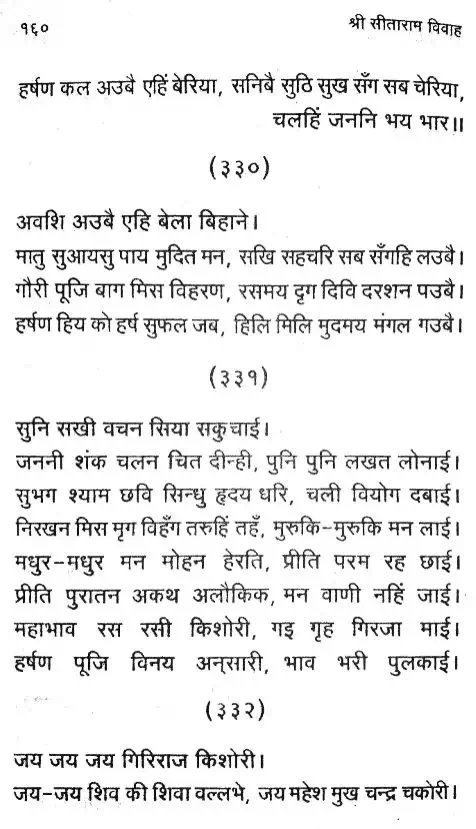 १६०
श्री सीताराम विवाह
हर्षण कल अउबै एहिं बेरिया, सनिबै सुठि सुख सँग सब चेरिया,
चलहिं जननि भय भार॥
(३३०)
अवशि अउबै एहि बेला बिहाने।
मातु सुआयसु पाय मुदित मन, सखि सहचरि सब सँगहि लउबै।
गौरी पूजि बाग मिस विहरण, रसमय दृग दिवि दरशन पउबै।
हर्षण हिय को हर्ष सुफल जब, हिलि मिलि मुदमय मंगल गउबै।
(३३१)
सुनि सखी वचन सिया सकुचाई।
जननी शंक चलन चित दीन्ही, पुनि पुनि लखत लोनाई।
सुभग श्याम छवि सिन्धु हृदय धरि, चली वियोग दबाई।
निरखन मिस मृग विहँग तरुहिं तहँ, मुरुकि-मुरुकि मन लाई।
मधुर-मधुर मन मोहन हेरति, प्रीति परम रह छाई।
प्रीति पुरातन अकथ अलौकिक, मन वाणी नहिं जाई।
महाभाव रस रसी किशोरी, गइ गृह गिरजा माई।
हर्षण पूजि विनय अन्सारी, भाव भरी पुलकाई।
(३३२)
जय जय जय गिरिराज किशोरी।
जय-जय शिव की शिवा वल्लभे, जय महेश मुख चन्द्र चकोरी।